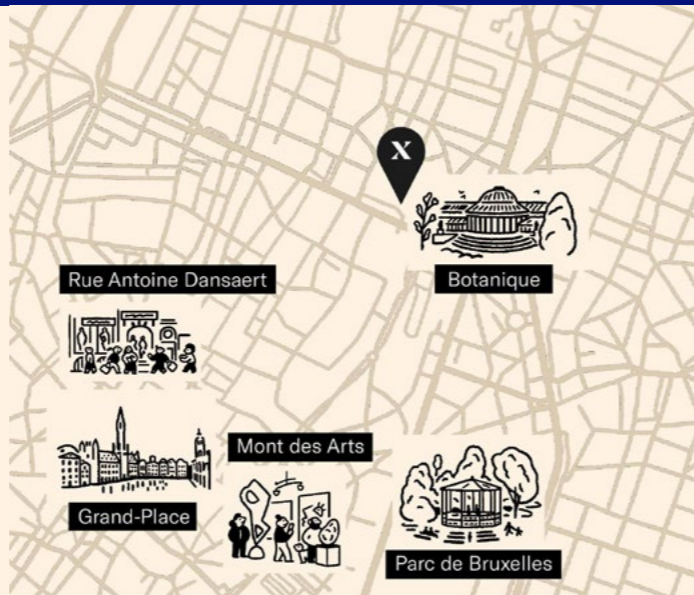 X
Botanique
Rue Antoine Dansaert
Mont des Arts
Grand-Place
Parc de Bruxelles